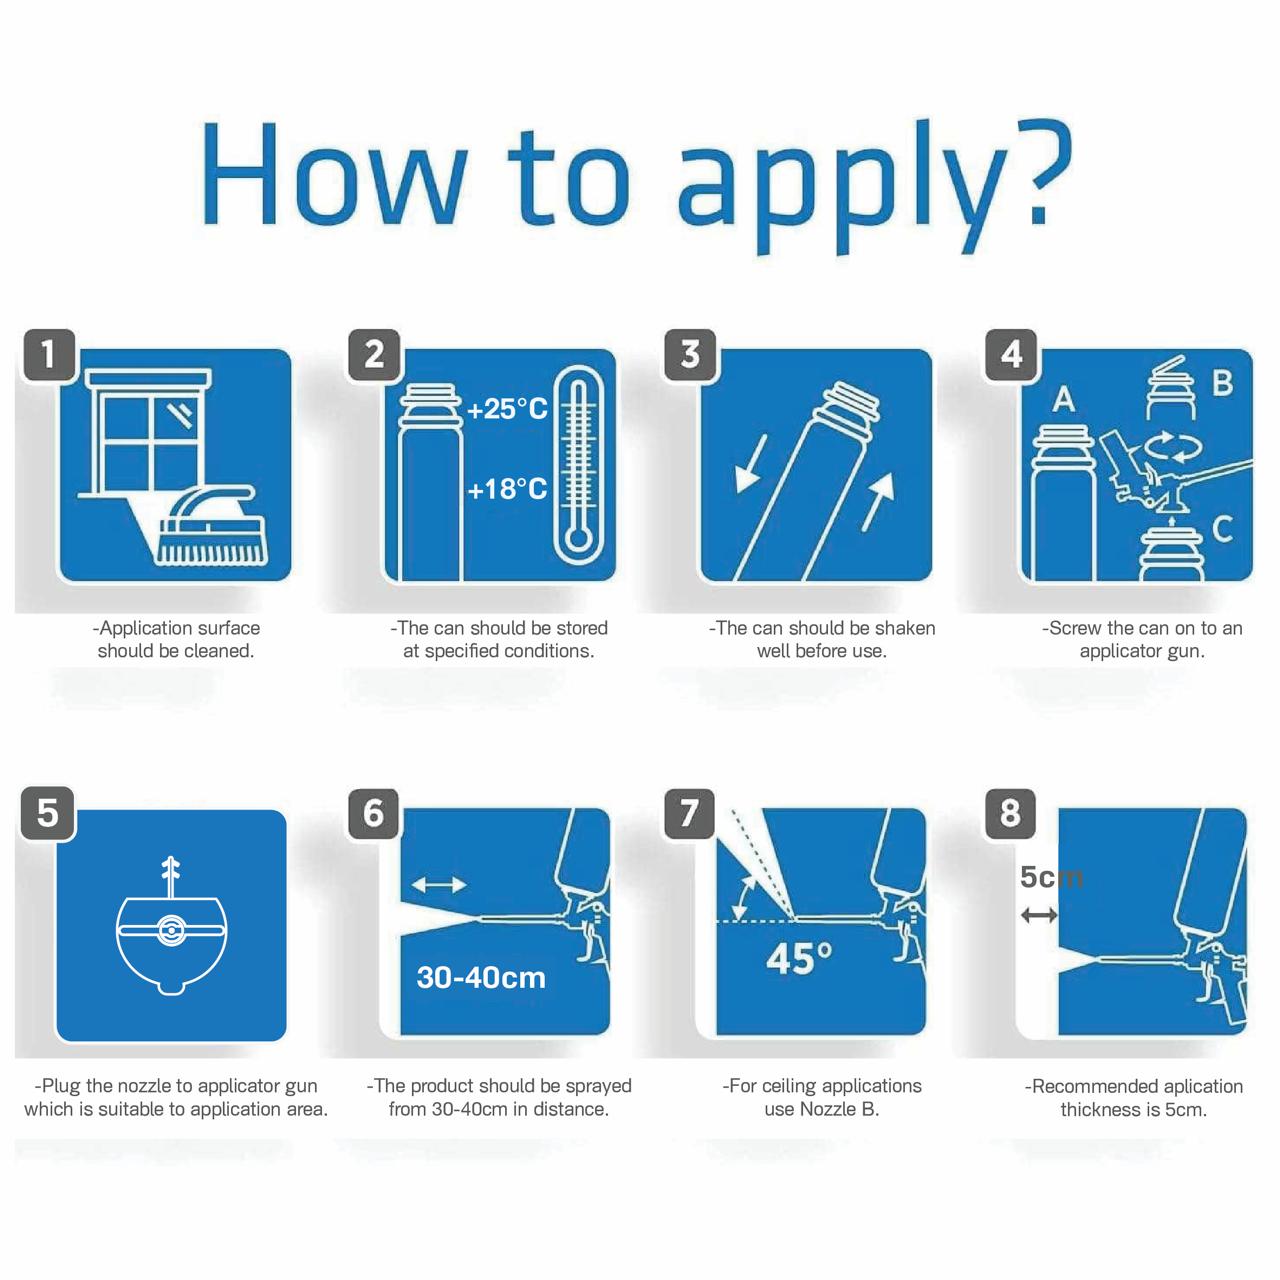 How to apply?
1
2
+25°C
+18°C
3
4
A
B
C
-Application surface
should be cleaned.
-The can should be stored
at specified conditions.
-The can should be shaken
well before use.
-Screw the can on to an
applicator gun.
5
6
30-40cm
7
45°
8
5cm
-Plug the nozzle to applicator gun
which is suitable to application area.
-The product should be sprayed
from 30-40cm in distance.
-For ceiling applications
use Nozzle B.
-Recommended aplication
thickness is 5cm.